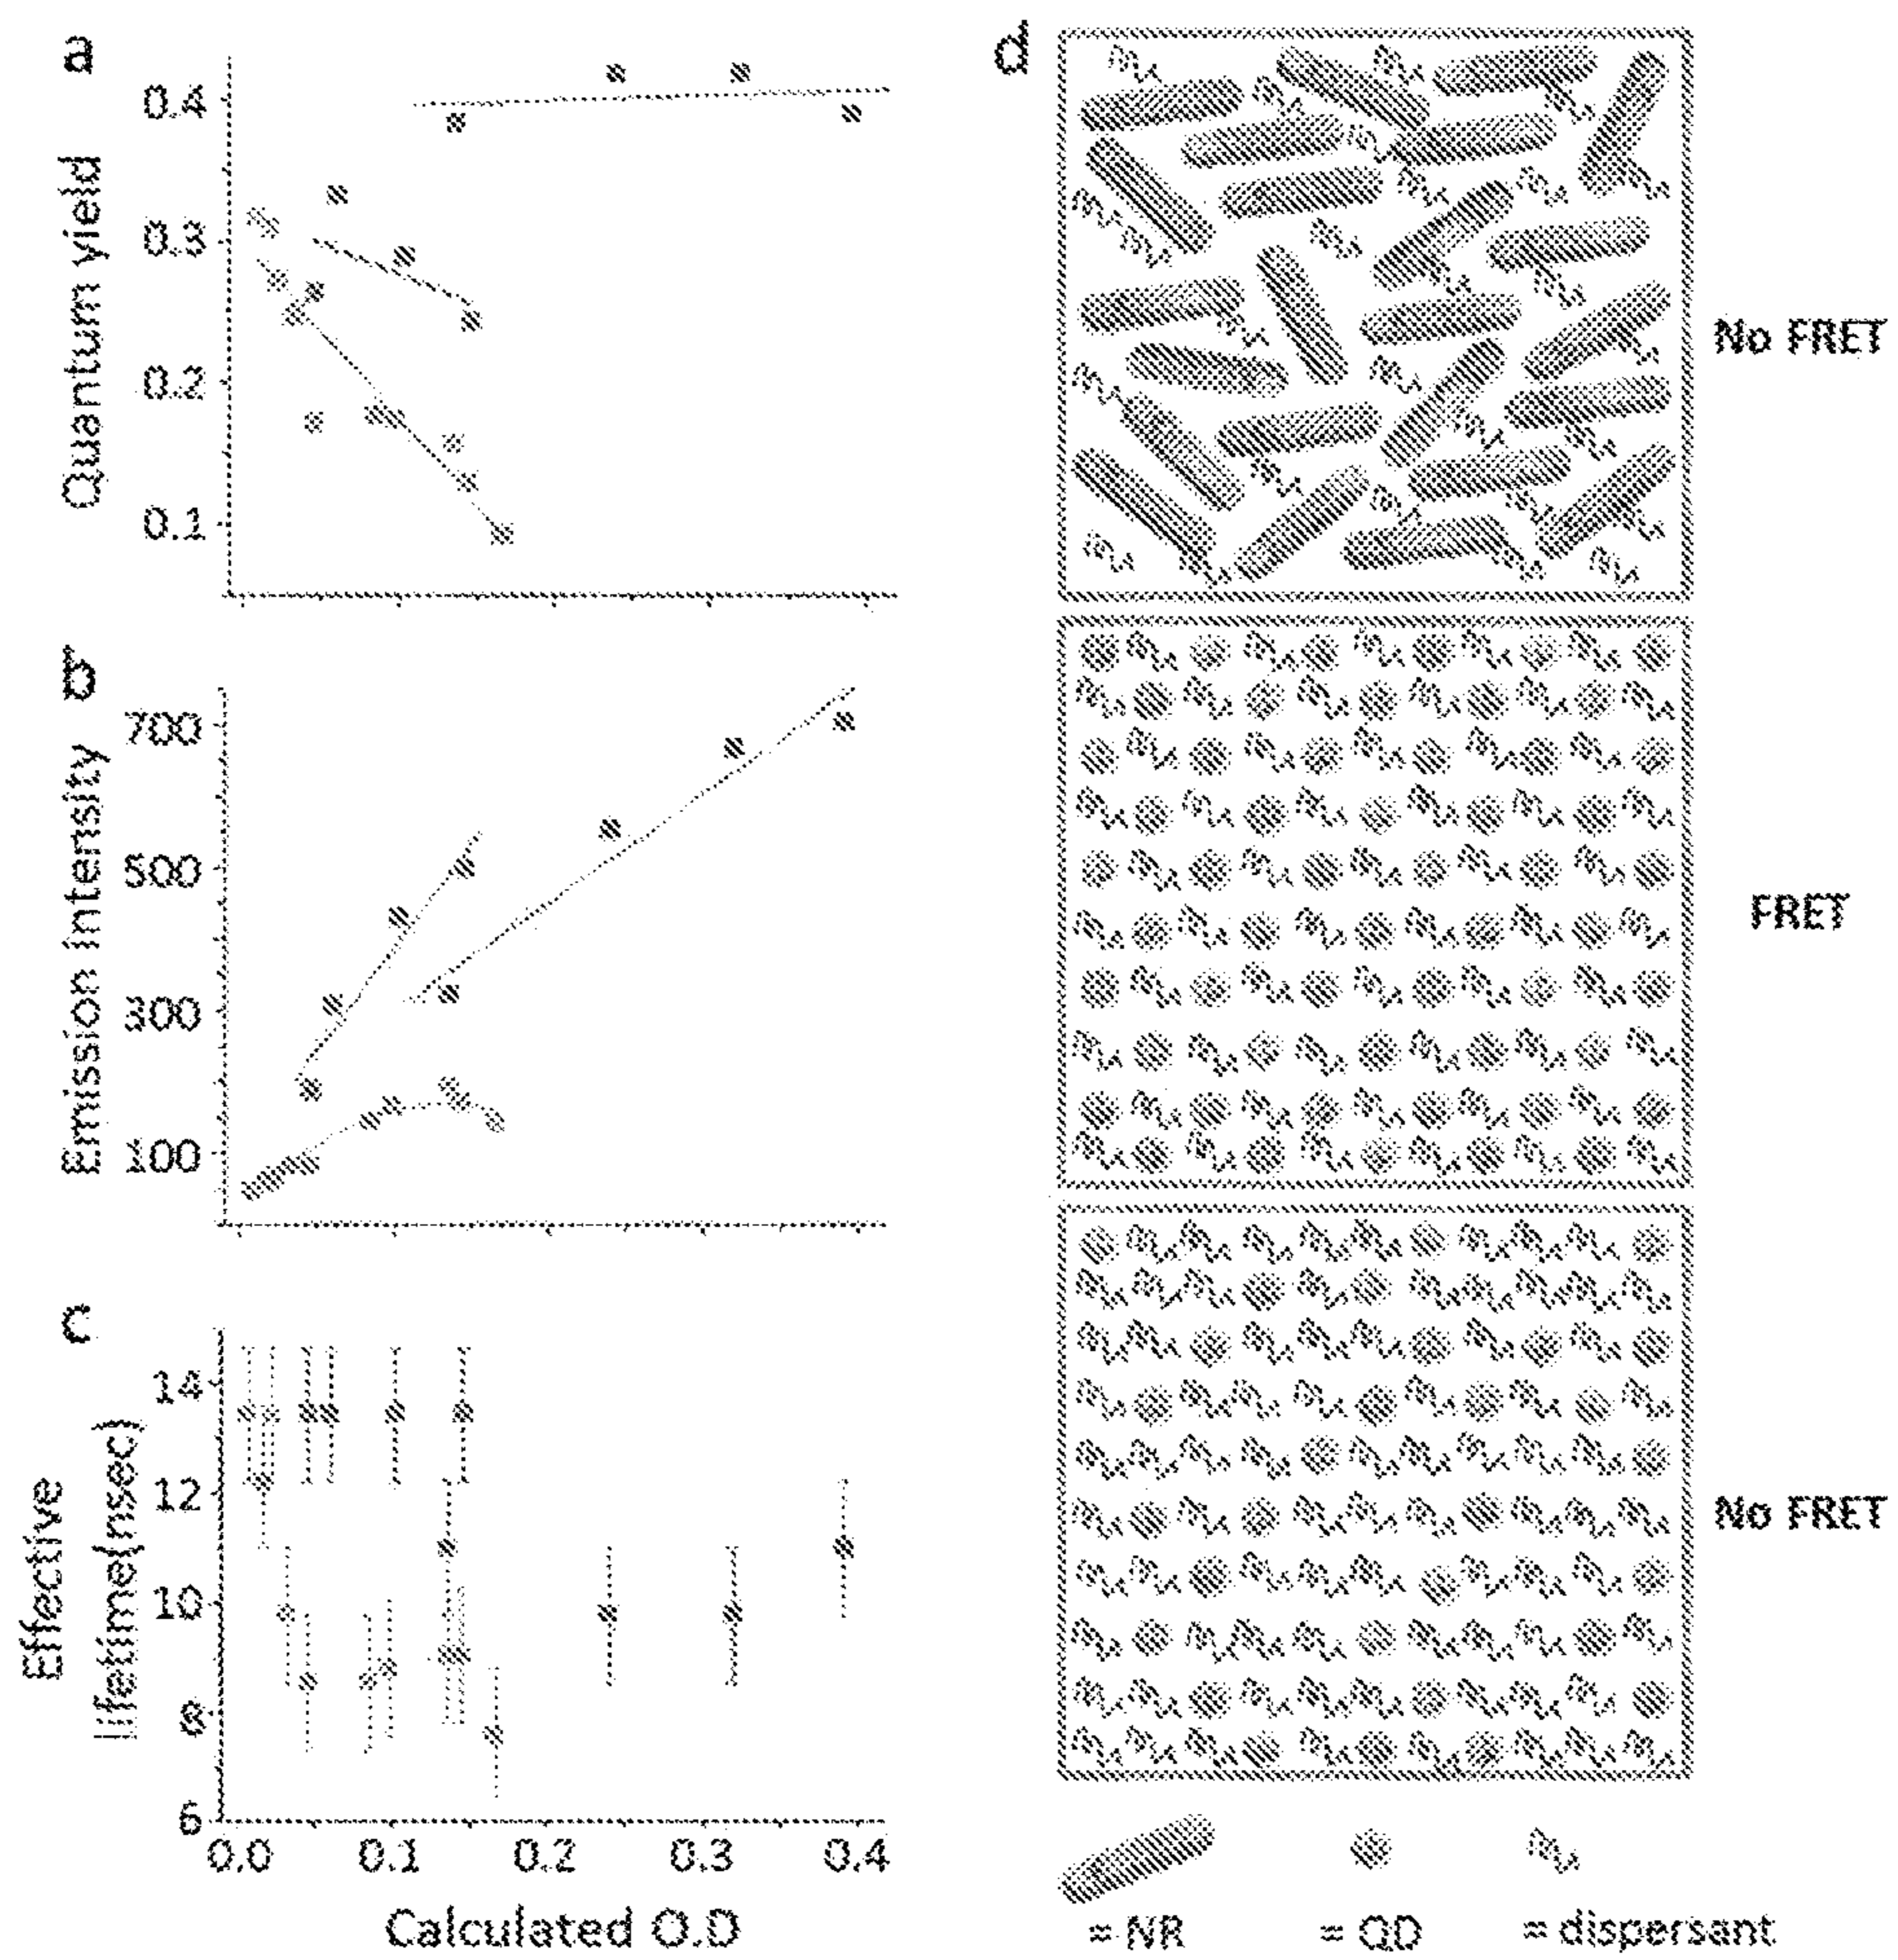 a
Quantum yield
0.4
0.3
0.2
0.1
b
Emission intensity
700
500
300
100
c
Effective
lifetime(nsec)
14
12
10
8
6
0.0 0.1 0.2 0.3 0.4
Calculated O.D
d
No FRET
FRET
No FRET
= NR = QD = dispersant